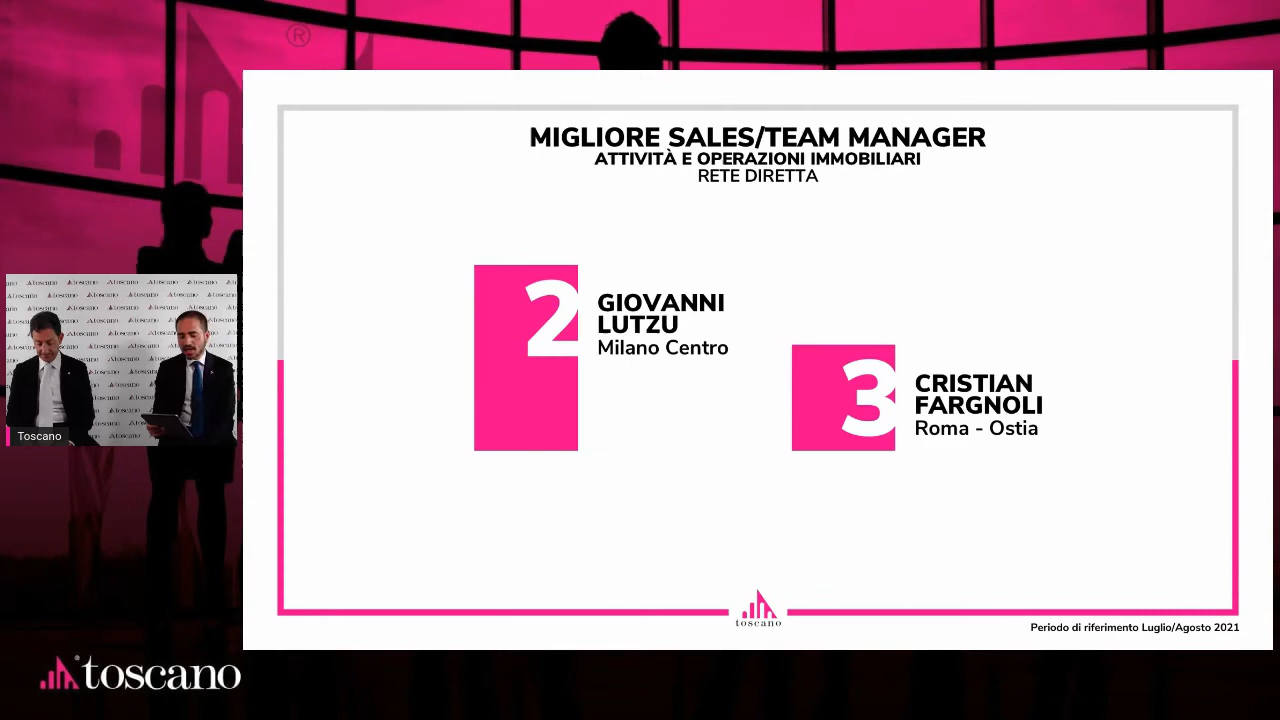 ®
MIGLIORE SALES/TEAM MANAGER
ATTIVITÀ E OPERAZIONI IMMOBILIARI
RETE DIRETTA
2
GIOVANNI
LUTZU
Milano Centro
3
CRISTIAN
FARGNOLI
Roma - Ostia
Toscano
toscano
Periodo di riferimento Luglio/Agosto 2021
® toscano